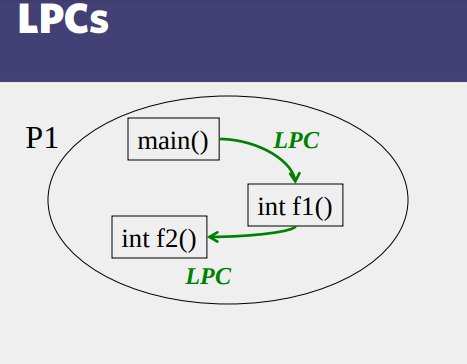 LPCs
P1
main()
LPC
int f1()
int f2()
LPC